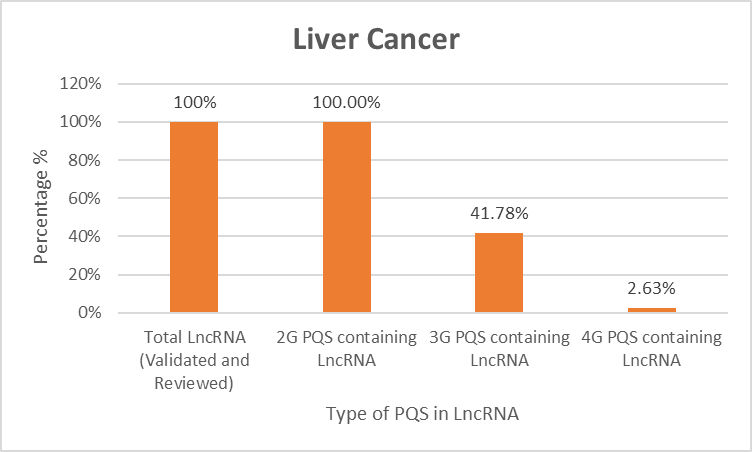 Liver Cancer
120%
100%
80%
60%
40%
20%
0%
Percentage %
100%
100.00%
41.78%
2.63%
Total LncRNA
(Validated and
Reviewed)
2G PQS containing
LncRNA
3G PQS containing
LncRNA
4G PQS containing
LncRNA
Type of PQS in LncRNA